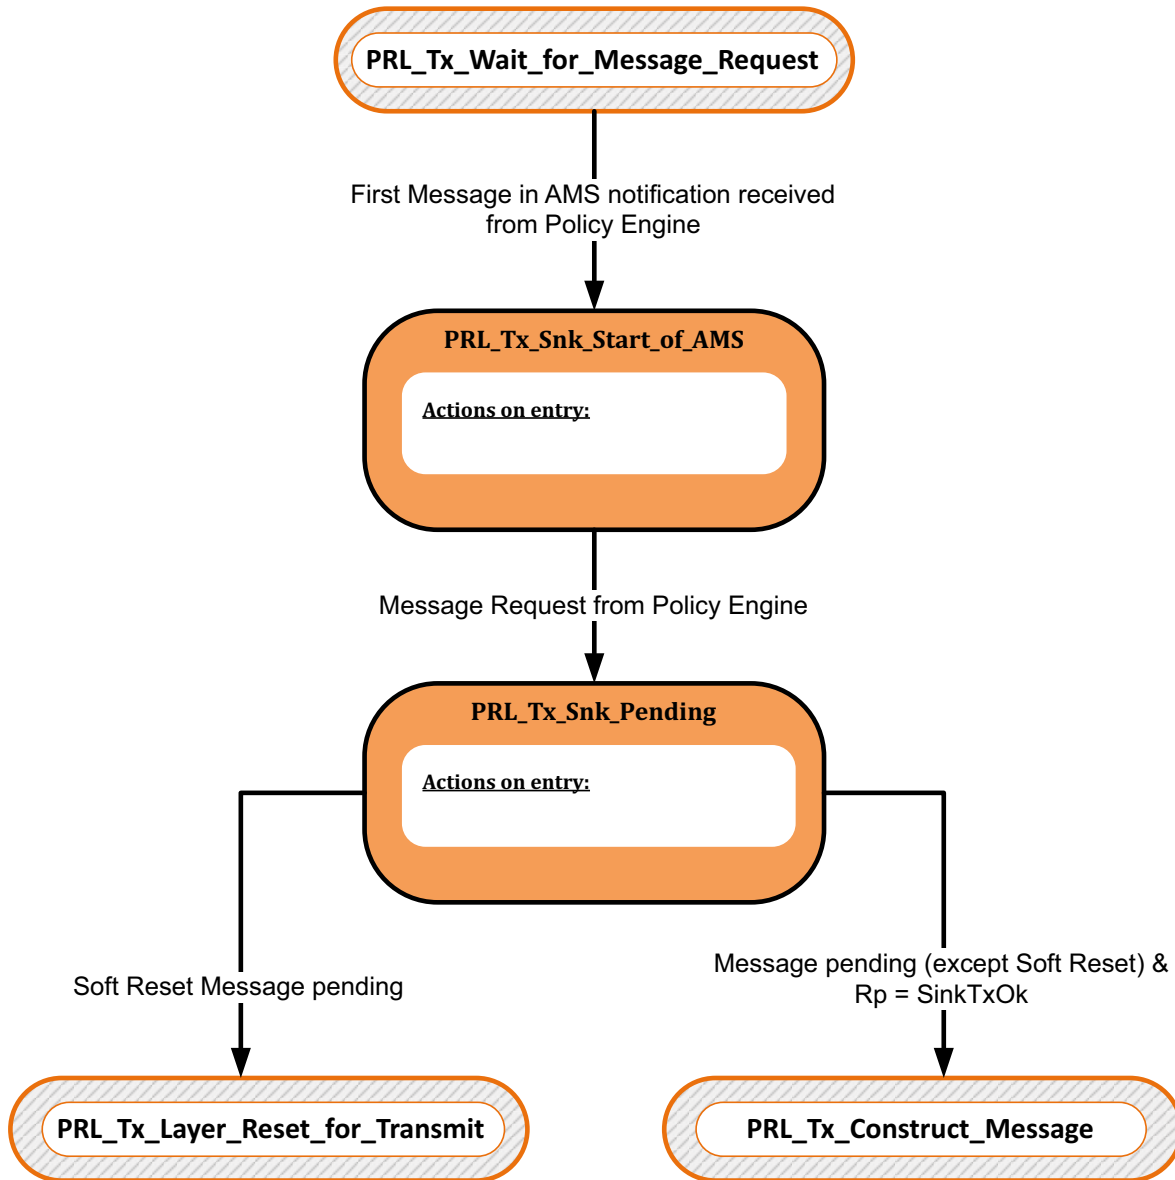 PRL_Tx_Wait_for_Message_Request
First Message in AMS notification received
from Policy Engine
PRL_Tx_Snk_Start_of_AMS
Actions on entry:
Message Request from Policy Engine
PRL_Tx_Snk_Pending
Actions on entry:
Soft Reset Message pending
Message pending (except Soft Reset) &
Rp = SinkTxOk
PRL_Tx_Layer_Reset_for_Transmit
PRL_Tx_Construct_Message